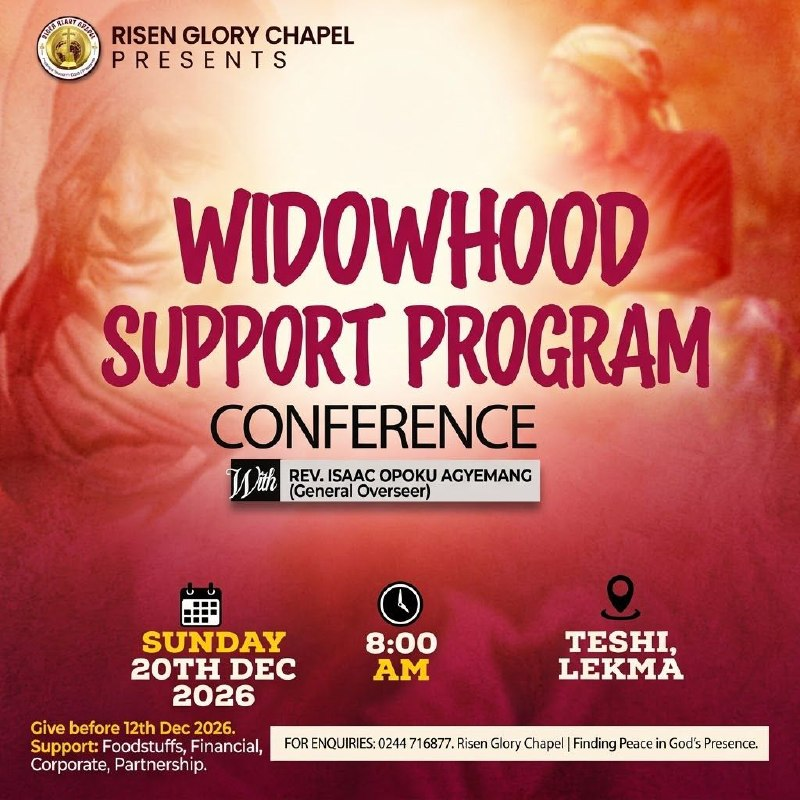 RISEN GLORY CHAPEL
PRESENTS
WIDOWHOOD
SUPPORT PROGRAM
CONFERENCE
With REV. ISAAC OPOKU AGYEMANG
(General Overseer)
SUNDAY
20TH DEC
2026
8:00
AM
TESHI,
LEKMA
Give before 12th Dec 2026.
Support: Foodstuffs, Financial,
Corporate, Partnership.
FOR ENQUIRIES: 0244 716877. Risen Glory Chapel | Finding Peace in God's Presence.